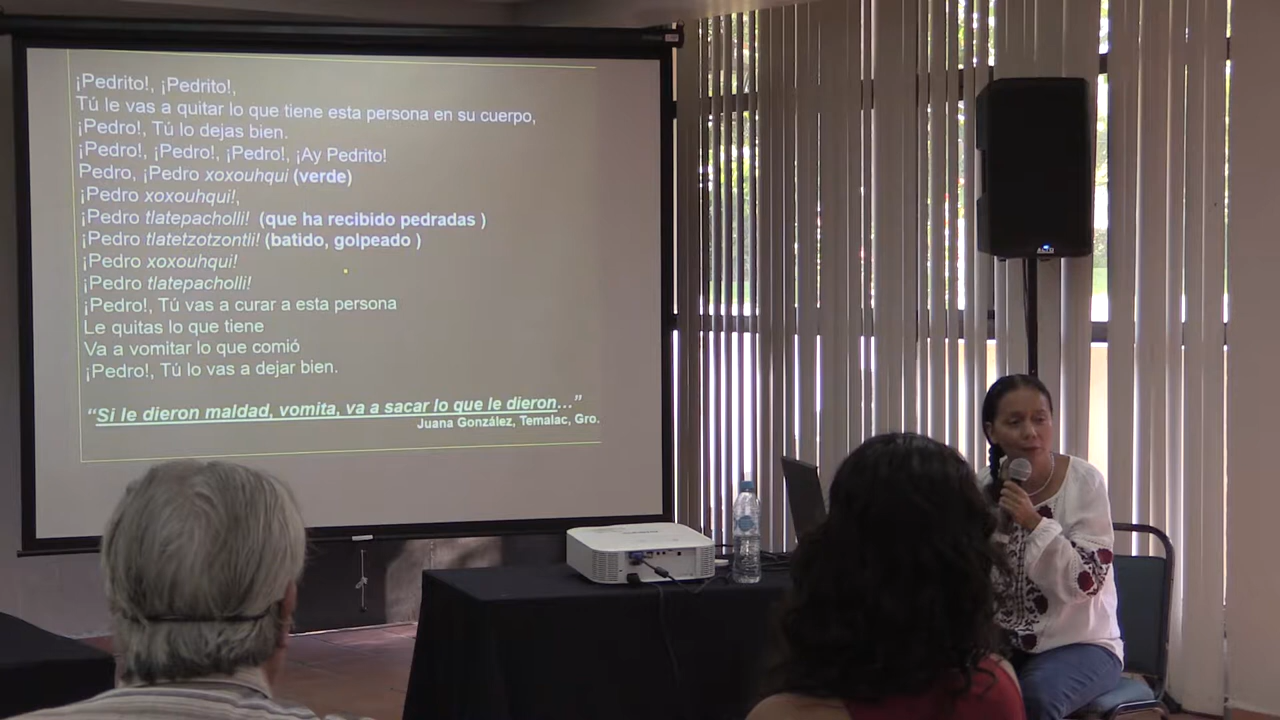 ¡Pedrito!, ¡Pedrito!,
Tú le vas a quitar lo que tiene esta persona en su cuerpo,
¡Pedro!, Tú lo dejas bien.
¡Pedro!, ¡Pedro!, ¡Pedro!, ¡Ay Pedrito!
Pedro, ¡Pedro xoxouhqui (verde)
¡Pedro xoxouhqui!,
¡Pedro tlatepacholli! (que ha recibido pedradas )
¡Pedro tlatetzotzontli! (batido, golpeado )
¡Pedro xoxouhqui!
¡Pedro tlatepacholli!
¡Pedro!, Tú vas a curar a esta persona
Le quitas lo que tiene
Va a vomitar lo que comió
¡Pedro!, Tú lo vas a dejar bien.
“Si le dieron maldad, vomita, va a sacar lo que le dieron…”
Juana González, Temalac, Gro.